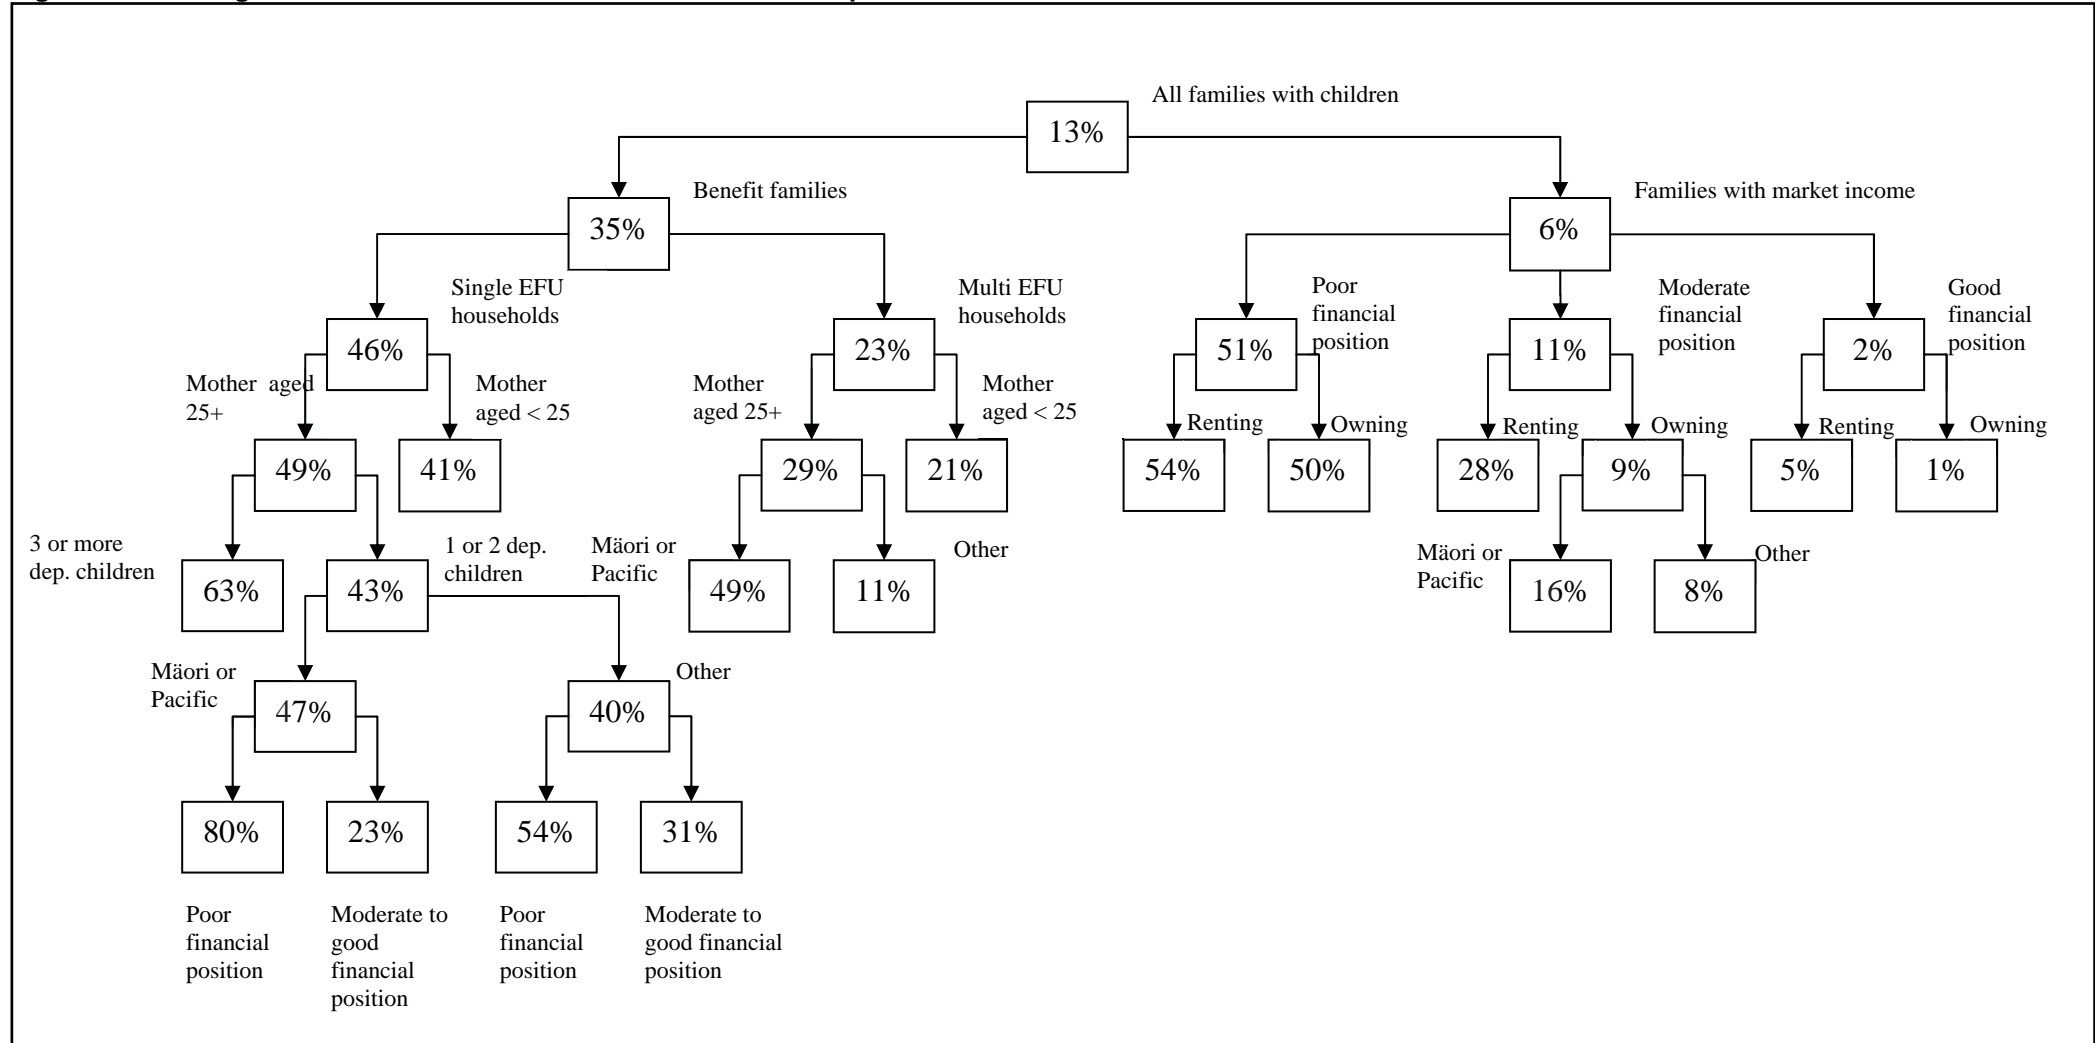 All families with children
13%
Benefit families
Families with market income
35%
6%
Single EFU
households
Multi EFU
households
Poor
financial
position
Moderate
financial
position
Good
financial
position
46%
23%
51%
11%
2%
Mother aged
25+
Mother
aged < 25
Mother
aged 25+
Mother
aged < 25
Renting
Owning
Renting
Owning
Renting
Owning
49%
41%
29%
21%
54%
50%
28%
9%
5%
1%
3 or more
dep. children
1 or 2 dep.
children
Mäori or
Pacific
Other
Mäori or
Pacific
Other
63%
43%
49%
11%
16%
8%
Mäori or
Pacific
Other
47%
40%
80%
23%
54%
31%
Poor
financial
position
Moderate to
good
financial
position
Poor
financial
position
Moderate to
good financial
position